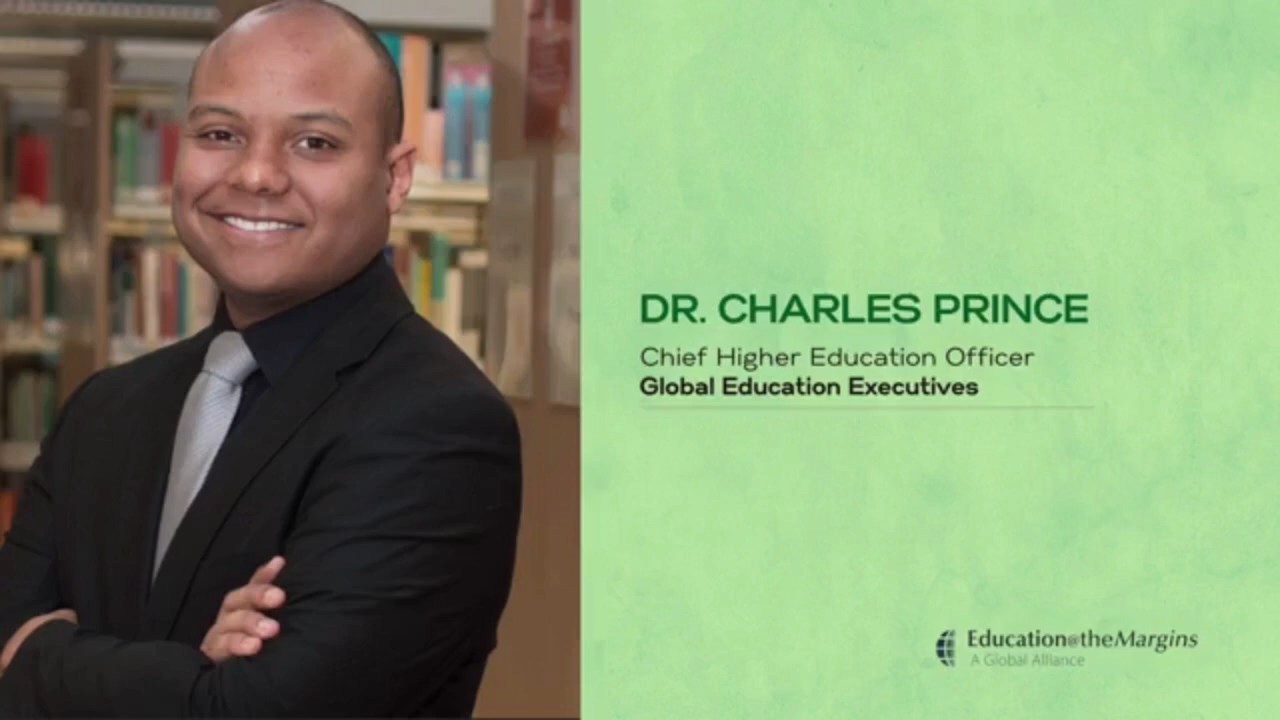 DR. CHARLES PRINCE
Chief Higher Education Officer
Global Education Executives
Education@theMargins
A Global Alliance